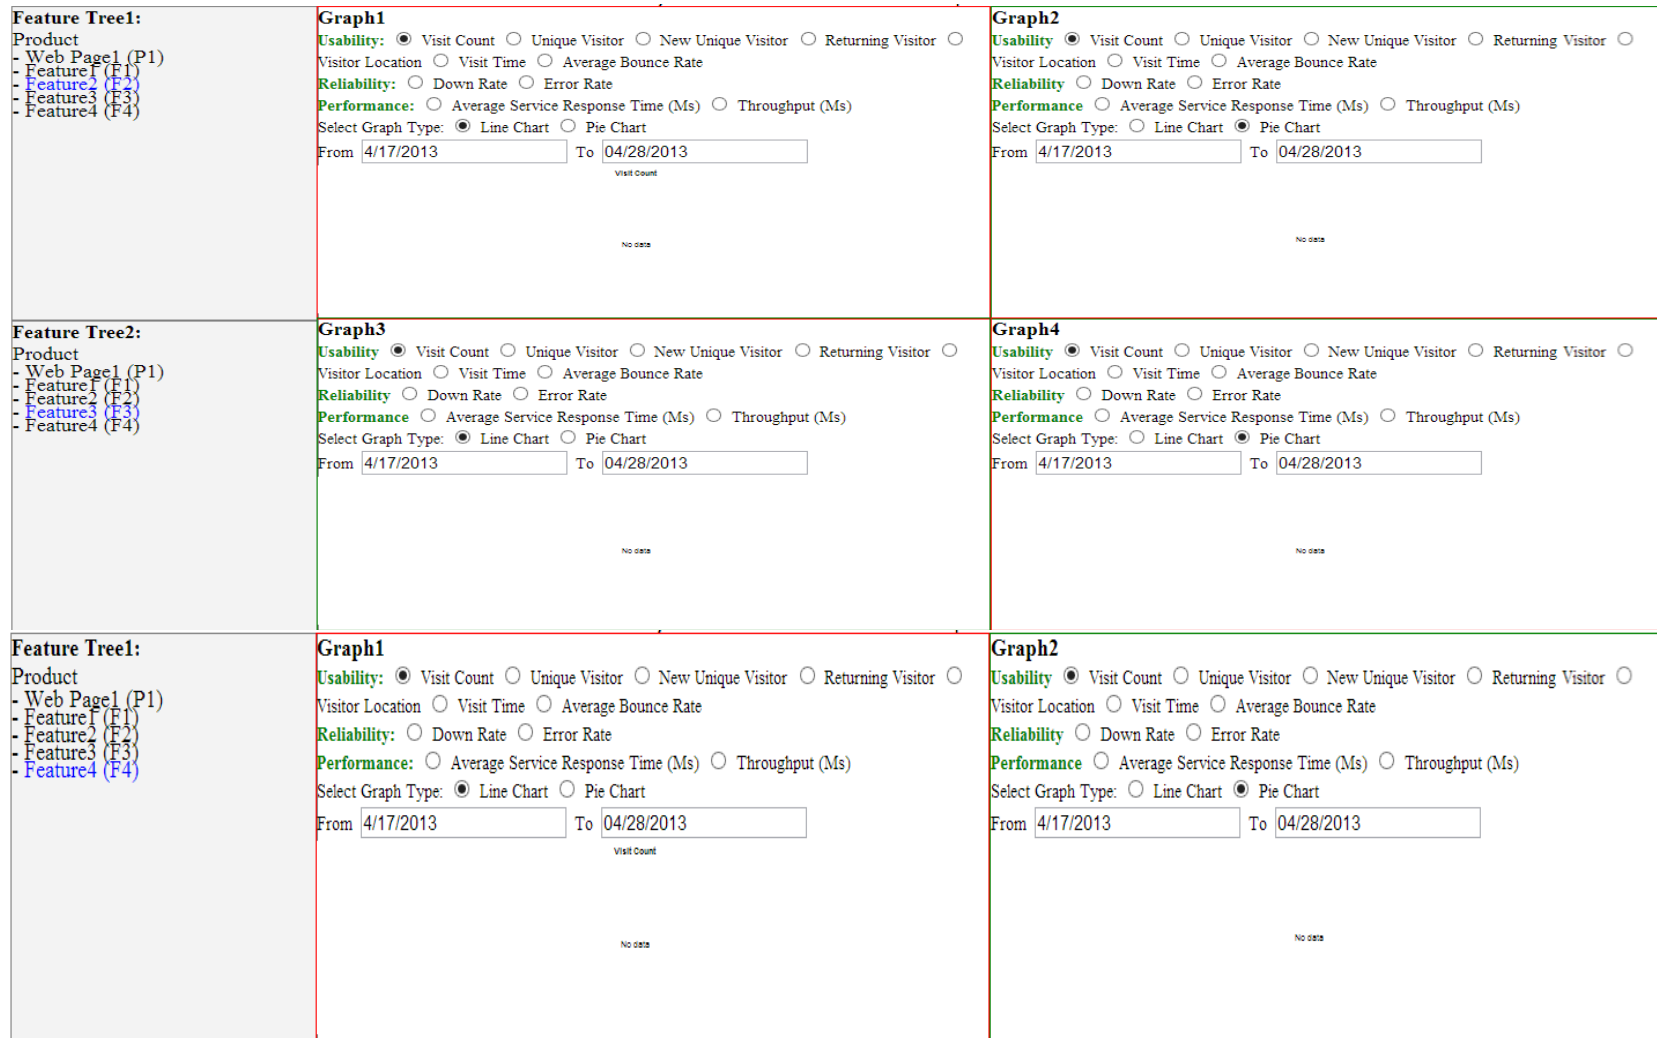 Feature Tree1:
Product
- Web Page1 (P1)
- Feature1 (F1)
- Feature2 (F2)
- Feature3 (F3)
- Feature4 (F4)
Graph1
Usability: Visit Count Unique Visitor New Unique Visitor Returning Visitor
Visitor Location Visit Time Average Bounce Rate
Reliability: Down Rate Error Rate
Performance: Average Service Response Time (Ms) Throughput (Ms)
Select Graph Type: Line Chart Pie Chart
From 4/17/2013 To 04/28/2013
Visit Count
No data
Graph2
Usability Visit Count Unique Visitor New Unique Visitor Returning Visitor
Visitor Location Visit Time Average Bounce Rate
Reliability Down Rate Error Rate
Performance Average Service Response Time (Ms) Throughput (Ms)
Select Graph Type: Line Chart Pie Chart
From 4/17/2013 To 04/28/2013
No data
Feature Tree2:
Product
- Web Page1 (P1)
- Feature1 (F1)
- Feature2 (F2)
- Feature3 (F3)
- Feature4 (F4)
Graph3
Usability Visit Count Unique Visitor New Unique Visitor Returning Visitor
Visitor Location Visit Time Average Bounce Rate
Reliability Down Rate Error Rate
Performance Average Service Response Time (Ms) Throughput (Ms)
Select Graph Type: Line Chart Pie Chart
From 4/17/2013 To 04/28/2013
No data
Graph4
Usability Visit Count Unique Visitor New Unique Visitor Returning Visitor
Visitor Location Visit Time Average Bounce Rate
Reliability Down Rate Error Rate
Performance Average Service Response Time (Ms) Throughput (Ms)
Select Graph Type: Line Chart Pie Chart
From 4/17/2013 To 04/28/2013
No data
Feature Tree1:
Product
- Web Page1 (P1)
- Feature1 (F1)
- Feature2 (F2)
- Feature3 (F3)
- Feature4 (F4)
Graph1
Usability: Visit Count Unique Visitor New Unique Visitor Returning Visitor
Visitor Location Visit Time Average Bounce Rate
Reliability: Down Rate Error Rate
Performance: Average Service Response Time (Ms) Throughput (Ms)
Select Graph Type: Line Chart Pie Chart
From 4/17/2013 To 04/28/2013
Visit Count
No data
Graph2
Usability Visit Count Unique Visitor New Unique Visitor Returning Visitor
Visitor Location Visit Time Average Bounce Rate
Reliability Down Rate Error Rate
Performance Average Service Response Time (Ms) Throughput (Ms)
Select Graph Type: Line Chart Pie Chart
From 4/17/2013 To 04/28/2013
No data